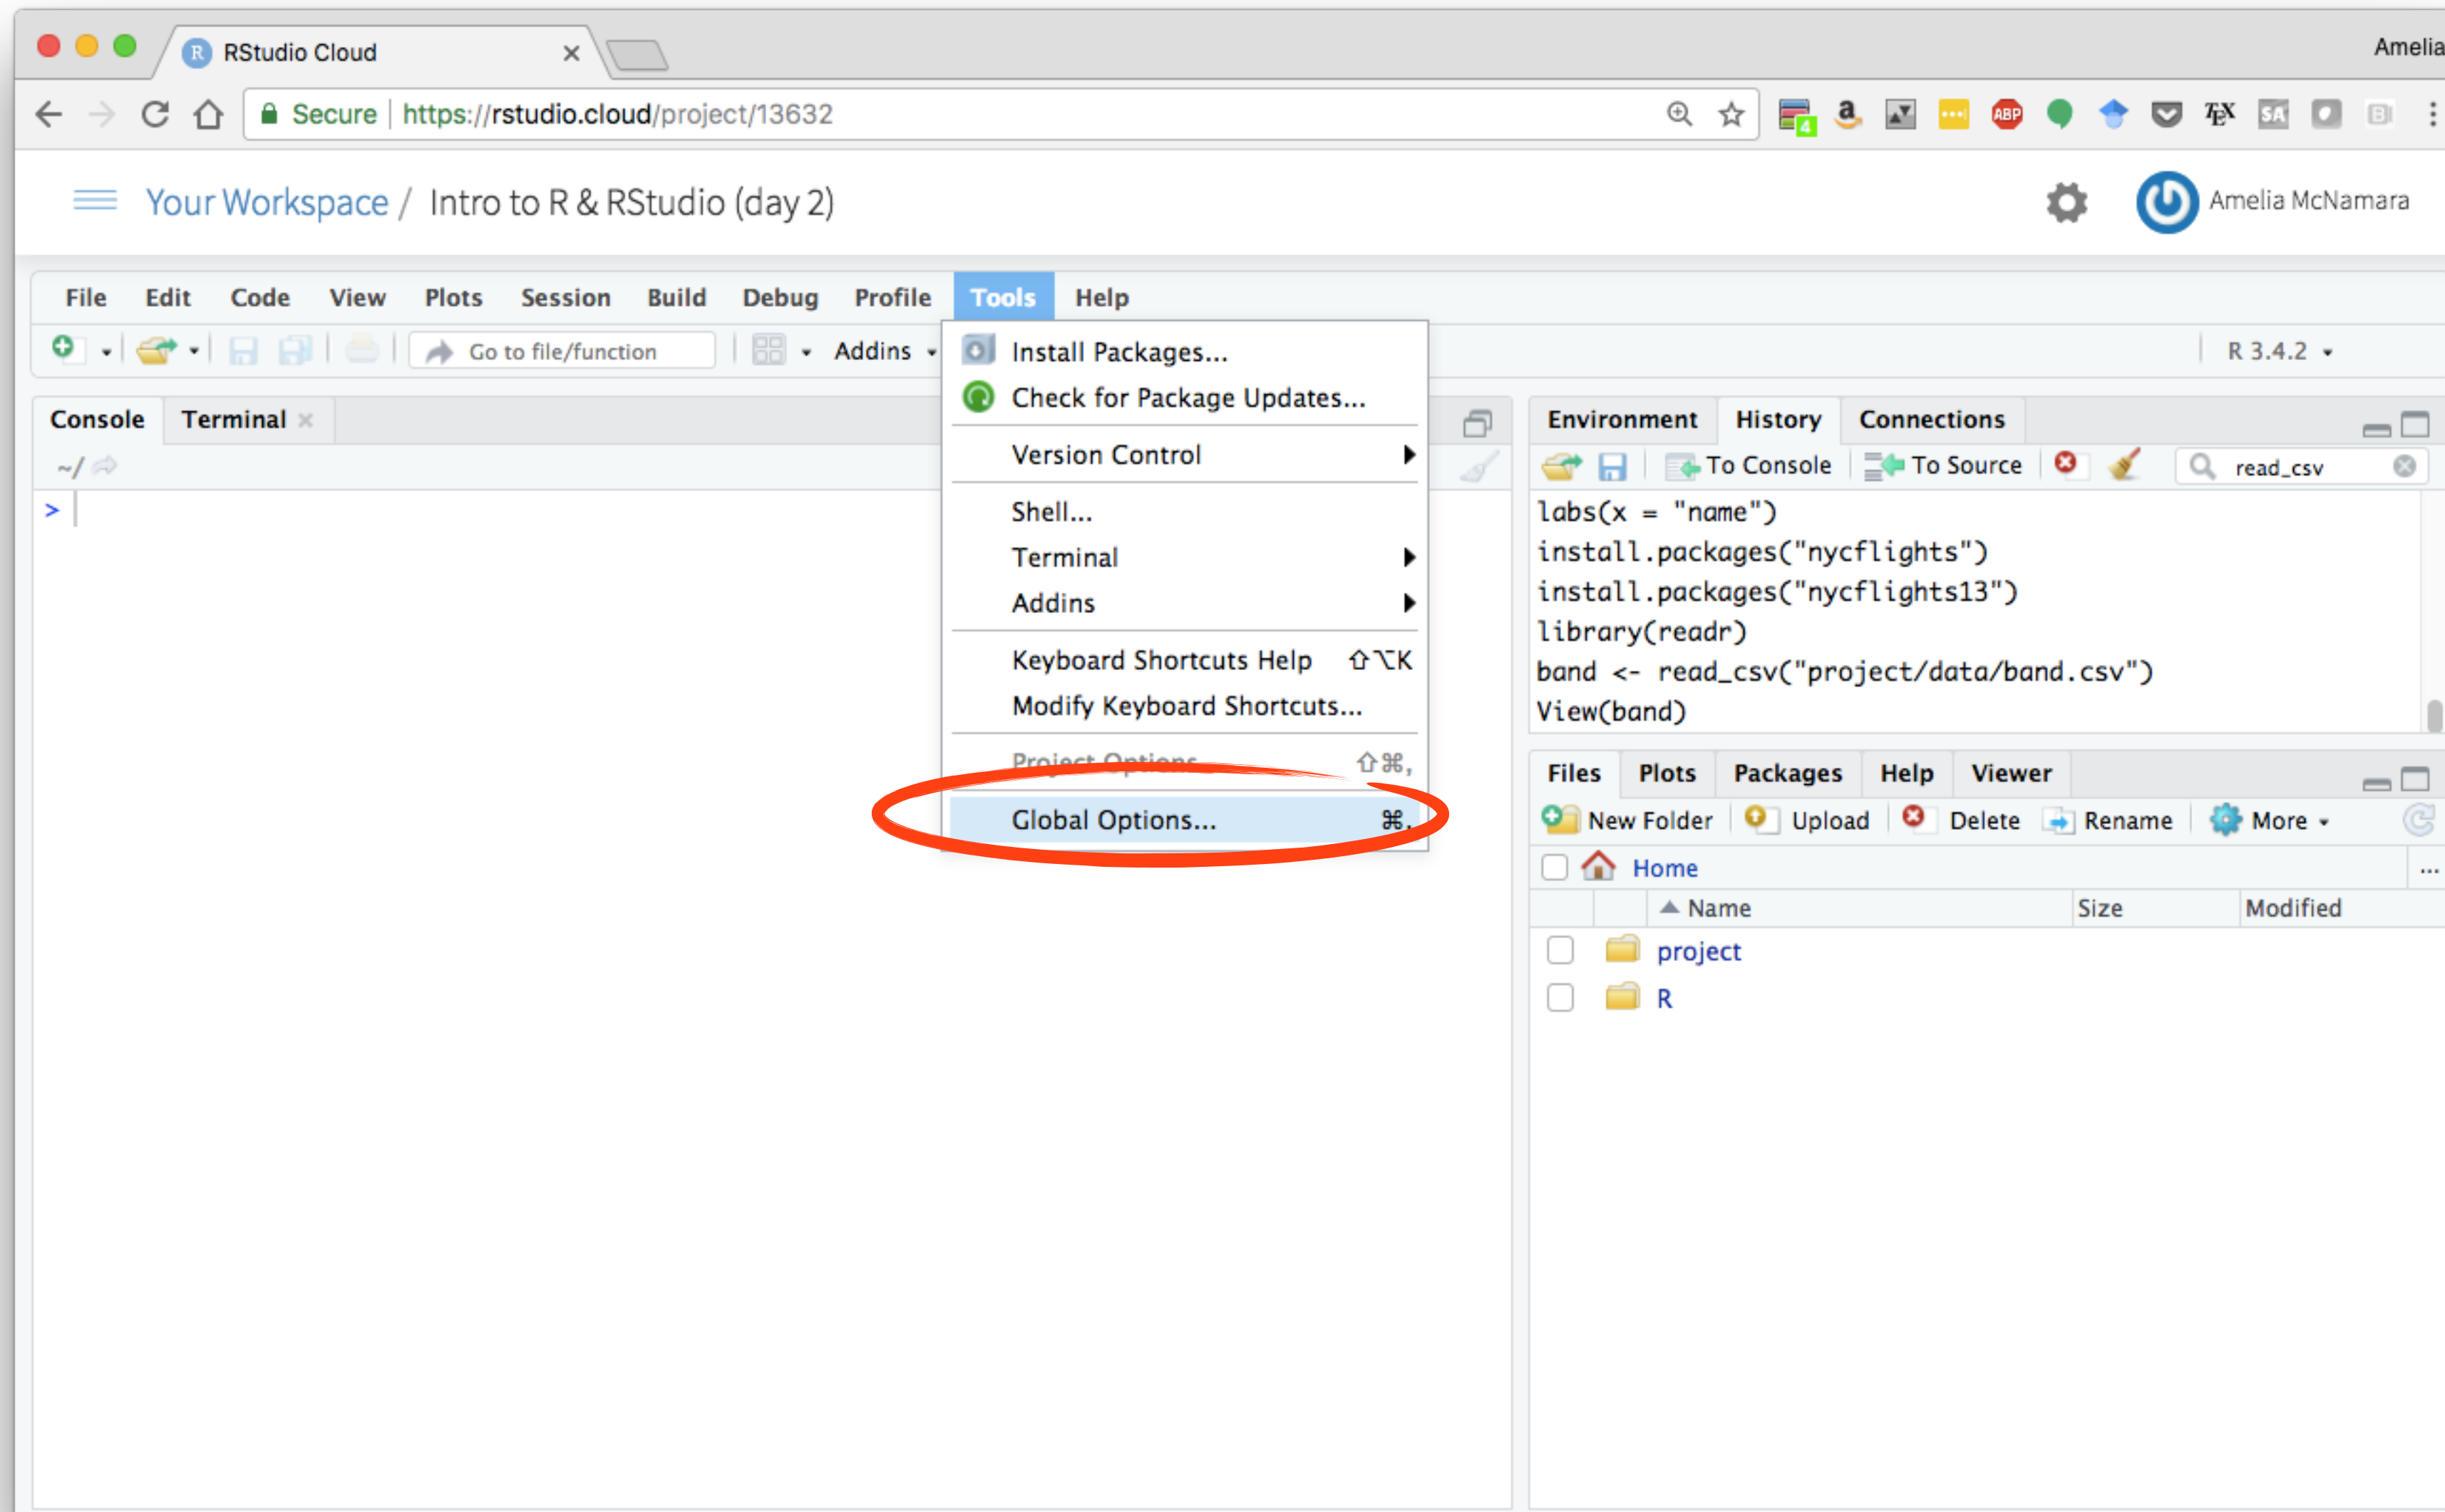 RStudio Cloud
Amelia
Secure https://rstudio.cloud/project/13632
4 a ABP TEX SA B
Your Workspace / Intro to R & RStudio (day 2)
Amelia McNamara
File Edit Code View Plots Session Build Debug Profile Tools Help
Go to file/function Addins
R 3.4.2
Install Packages...
Check for Package Updates...
Version Control
Shell...
Terminal
Addins
Keyboard Shortcuts Help ⇧⌥K
Modify Keyboard Shortcuts...
Project Options... ⇧⌘,
Global Options... ⌘,
Console Terminal
~/
>
Environment History Connections
To Console To Source read_csv
labs(x = "name")
install.packages("nycflights")
install.packages("nycflights13")
library(readr)
band <- read_csv("project/data/band.csv")
View(band)
Files Plots Packages Help Viewer
New Folder Upload Delete Rename More
Home ...
Name Size Modified
project
R